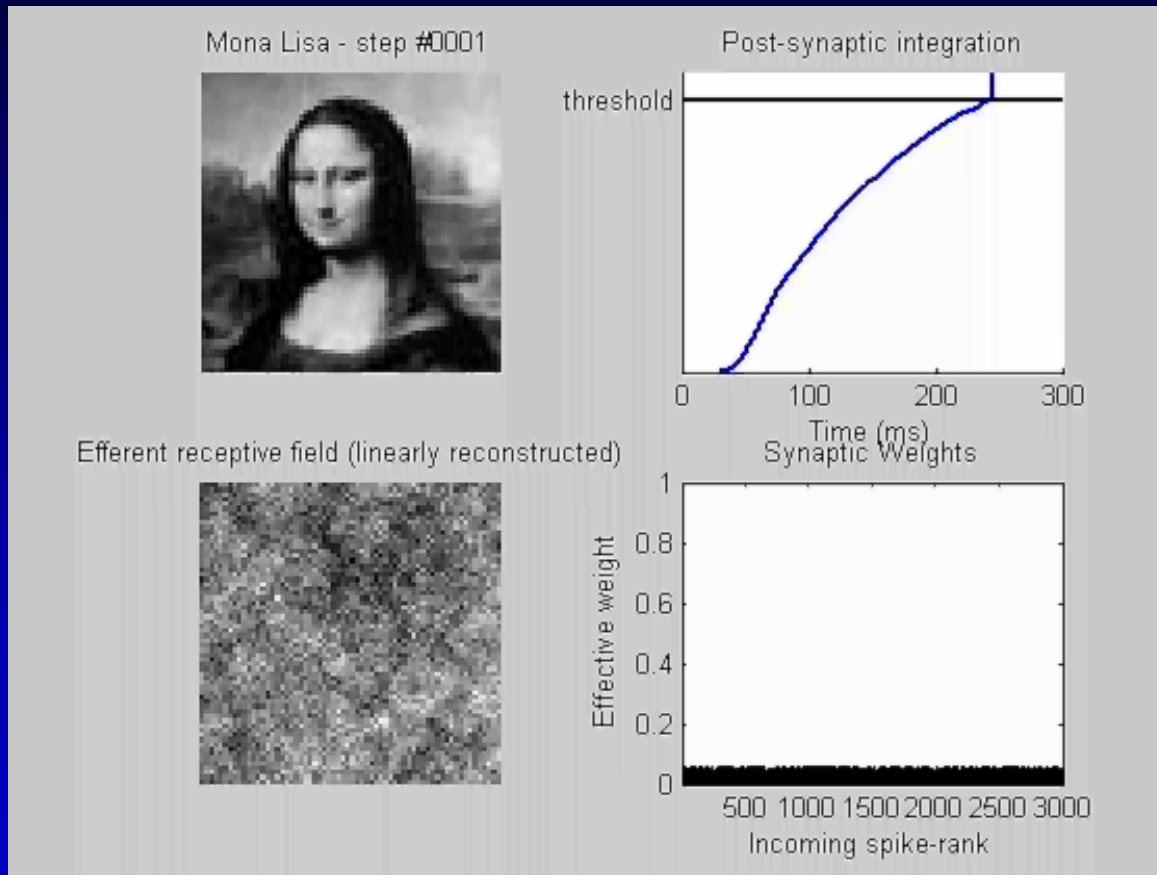 Mona Lisa - step #0001
Post-synaptic integration
threshold
0 100 200 300
Time (ms)
Efferent receptive field (linearly reconstructed)
Synaptic Weights
Effective weight
1
0.8
0.6
0.4
0.2
0
500 1000 1500 2000 2500 3000
Incoming spike-rank